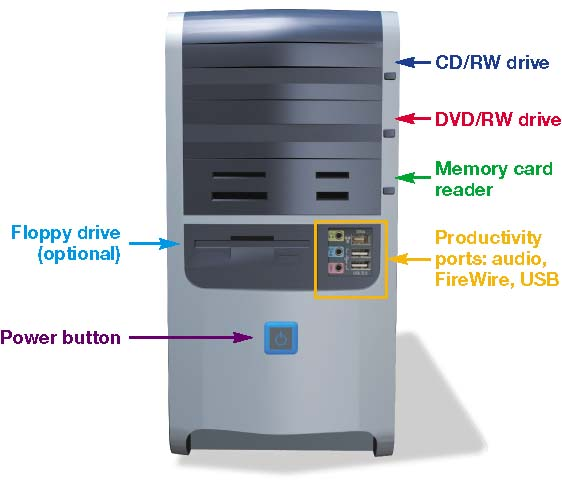 CD/RW drive
DVD/RW drive
Memory card
reader
Floppy drive
(optional)
Productivity
ports: audio,
FireWire, USB
Power button